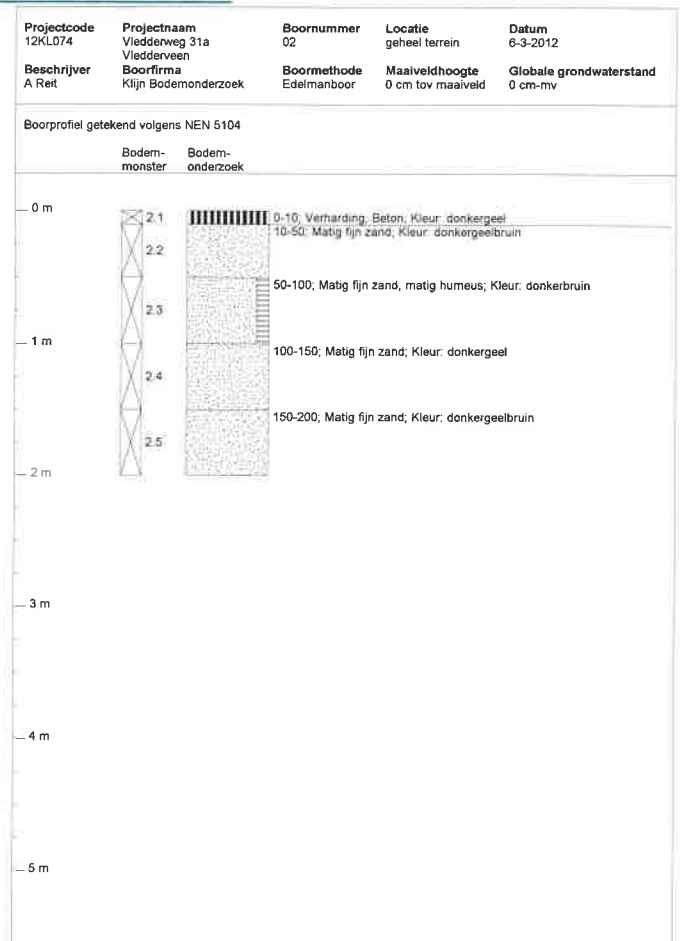 Projectcode Projectnaam Boornummer Locatie Datum
12KL074 Vledderweg 31a 02 geheel terrein 6-3-2012
Vledderveen
Beschrijver Boorfirma Boormethode Maaiveldhoogte Globale grondwaterstand
A Reit Klijn Bodemonderzoek Edelmanboor 0 cm tov maaiveld 0 cm-mv
Boorprofiel getekend volgens NEN 5104
Bodem- Bodem-
monster onderzoek
0 m 2.1 0-10; Verharding, Beton; Kleur: donkergeel
10-50; Matig fijn zand; Kleur: donkergeelbruin
2.2
50-100; Matig fijn zand, matig humeus; Kleur: donkerbruin
2.3
1 m
100-150; Matig fijn zand; Kleur: donkergeel
2.4
150-200; Matig fijn zand; Kleur: donkergeelbruin
2.5
2 m
3 m
4 m
5 m